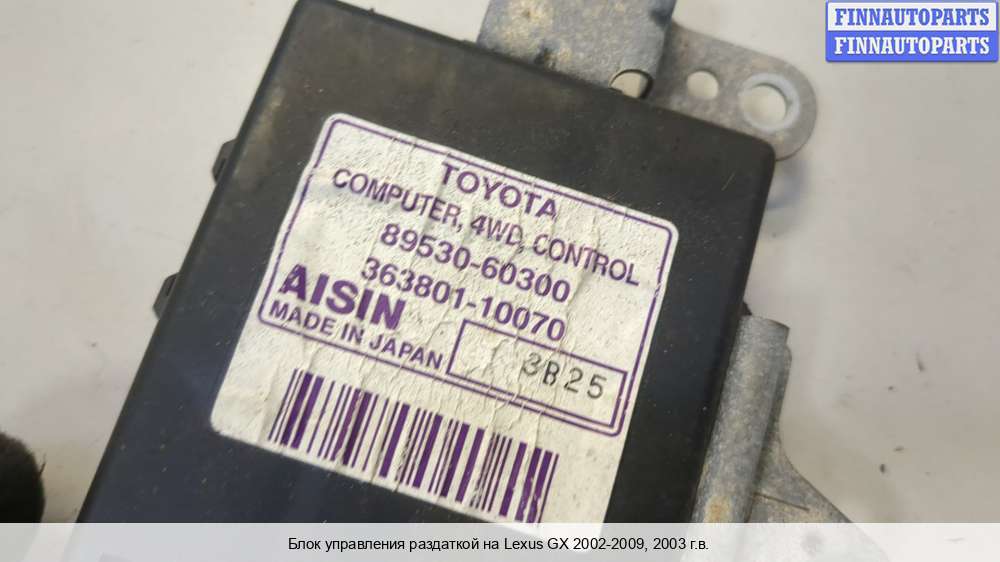 FINNAUTOPARTS
FINNAUTOPARTS
TOYOTA
COMPUTER, 4WD, CONTROL
89530-60300
363801-10070
AISIN
MADE IN JAPAN
3B25
Блок управления раздаткой на Lexus GX 2002-2009, 2003 г.в.